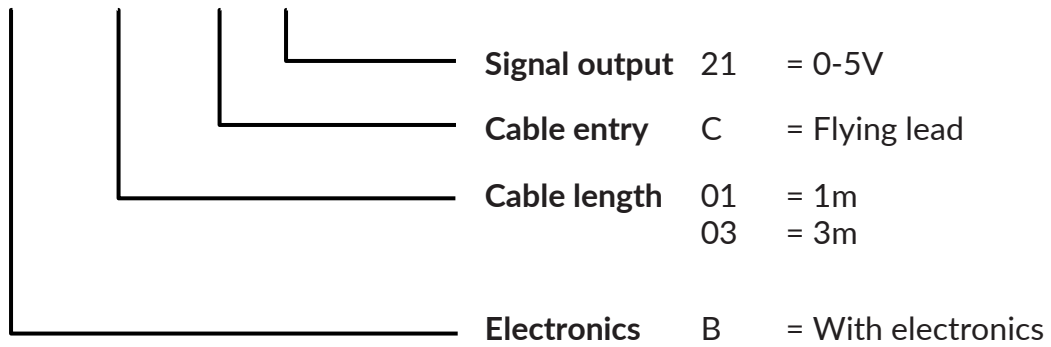 Signal output 21 = 0-5V
Cable entry C = Flying lead
Cable length 01 = 1m
03 = 3m
Electronics B = With electronics